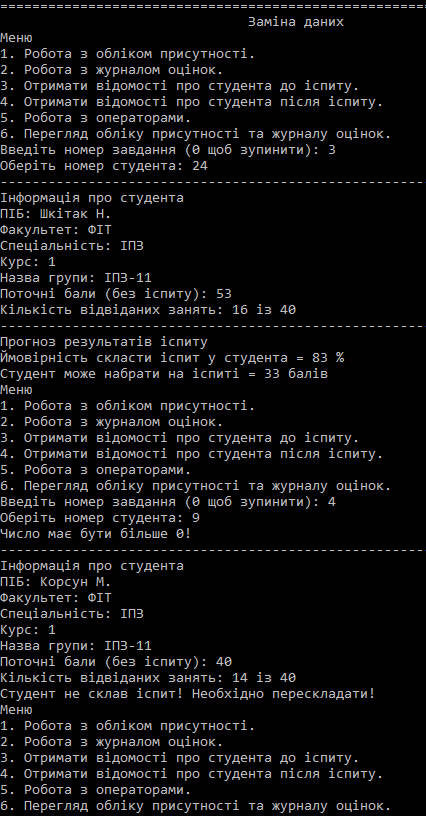 Заміна даних
Меню
1. Робота з обліком присутності.
2. Робота з журналом оцінок.
3. Отримати відомості про студента до іспиту.
4. Отримати відомості про студента після іспиту.
5. Робота з операторами.
6. Перегляд обліку присутності та журналу оцінок.
Введіть номер завдання (0 щоб зупинити): 3
Оберіть номер студента: 24
Інформація про студента
ПІБ: Шкітак Н.
Факультет: ФІТ
Спеціальність: ІПЗ
Курс: 1
Назва групи: ІПЗ-11
Поточні бали (без іспиту): 53
Кількість відвіданих занять: 16 із 40
Прогноз результатів іспиту
Ймовірність скласти іспит у студента = 83 %
Студент може набрати на іспиті = 33 балів
Меню
1. Робота з обліком присутності.
2. Робота з журналом оцінок.
3. Отримати відомості про студента до іспиту.
4. Отримати відомості про студента після іспиту.
5. Робота з операторами.
6. Перегляд обліку присутності та журналу оцінок.
Введіть номер завдання (0 щоб зупинити): 4
Оберіть номер студента: 9
Число має бути більше 0!
Інформація про студента
ПІБ: Корсун М.
Факультет: ФІТ
Спеціальність: ІПЗ
Курс: 1
Назва групи: ІПЗ-11
Поточні бали (без іспиту): 40
Кількість відвіданих занять: 14 із 40
Студент не склав іспит! Необхідно перескладати!
Меню
1. Робота з обліком присутності.
2. Робота з журналом оцінок.
3. Отримати відомості про студента до іспиту.
4. Отримати відомості про студента після іспиту.
5. Робота з операторами.
6. Перегляд обліку присутності та журналу оцінок.